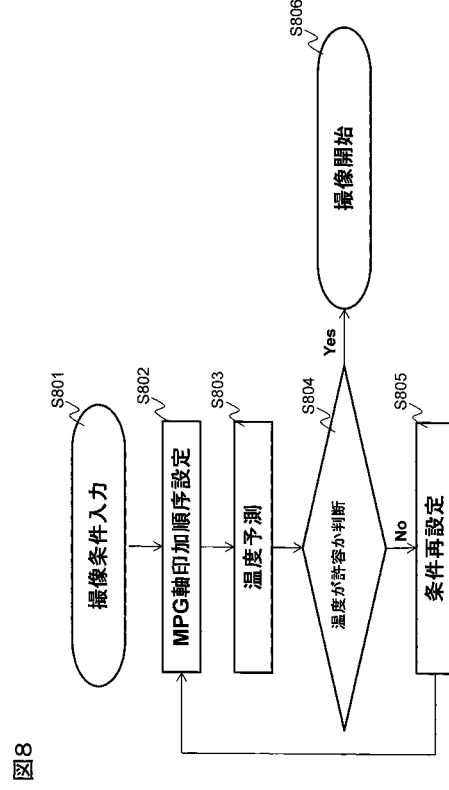 図8
撮像条件入力
S801
MPG軸印加順序設定
S802
温度予測
S803
温度が許容か判断
S804
Yes
No
条件再設定
S805
撮像開始
S806